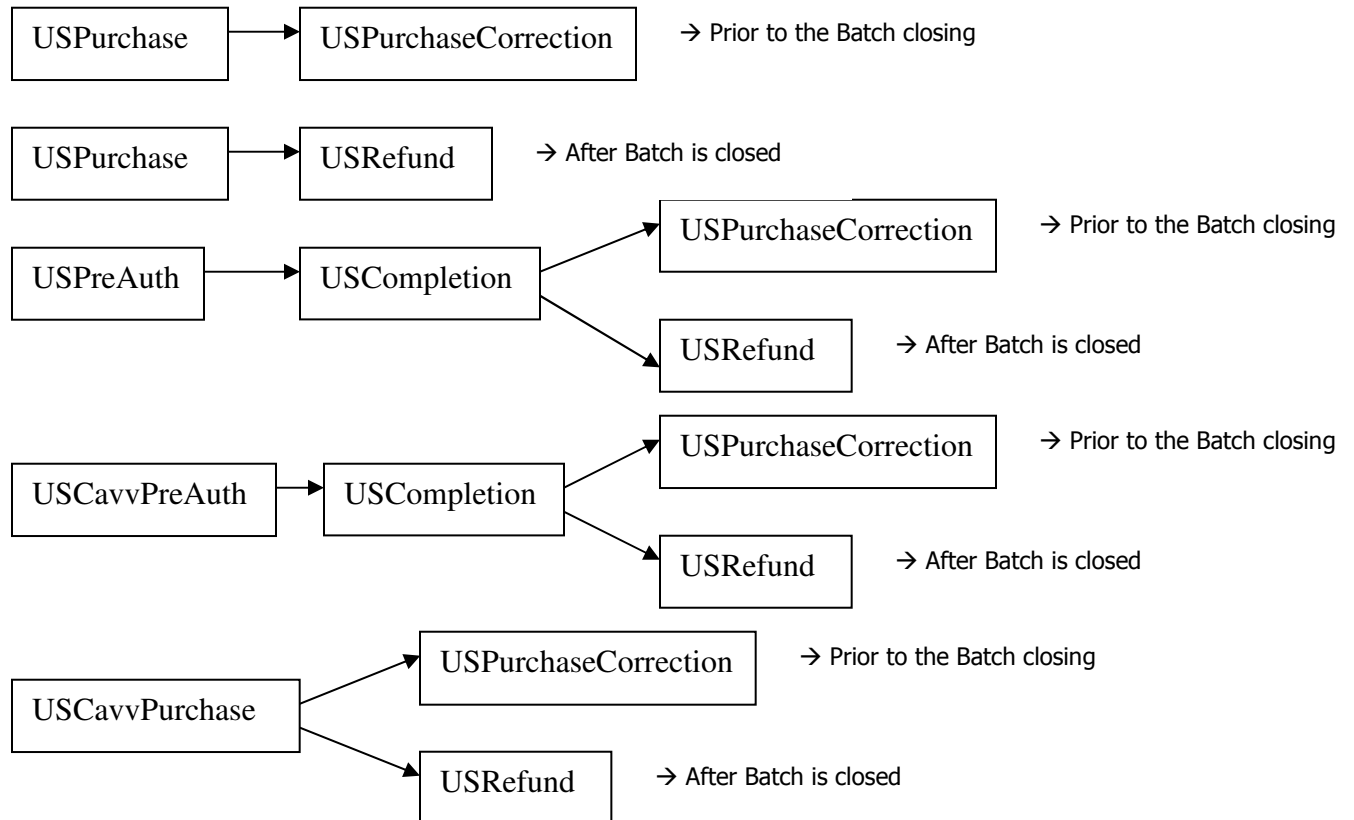 USPurchase
USPurchaseCorrection
→ Prior to the Batch closing
USPurchase
USRefund
→ After Batch is closed
USPreAuth
USCompletion
USPurchaseCorrection
→ Prior to the Batch closing
USRefund
→ After Batch is closed
USCavvPreAuth
USCompletion
USPurchaseCorrection
→ Prior to the Batch closing
USRefund
→ After Batch is closed
USCavvPurchase
USPurchaseCorrection
→ Prior to the Batch closing
USRefund
→ After Batch is closed